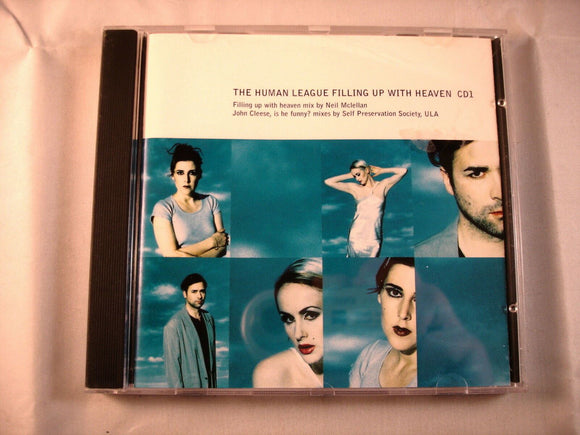 THE HUMAN LEAGUE FILLING UP WITH HEAVEN CD1
Filling up with heaven mix by Neil Mclellan
John Cleese, is he funny? mixes by Self Preservation Society, ULA